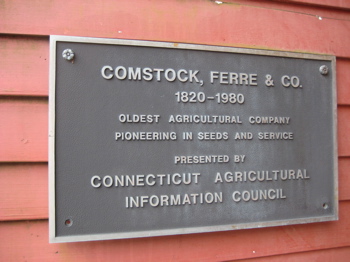 COMSTOCK, FERRE & CO.
1820-1980
OLDEST AGRICULTURAL COMPANY
PIONEERING IN SEEDS AND SERVICE
PRESENTED BY
CONNECTICUT AGRICULTURAL
INFORMATION COUNCIL